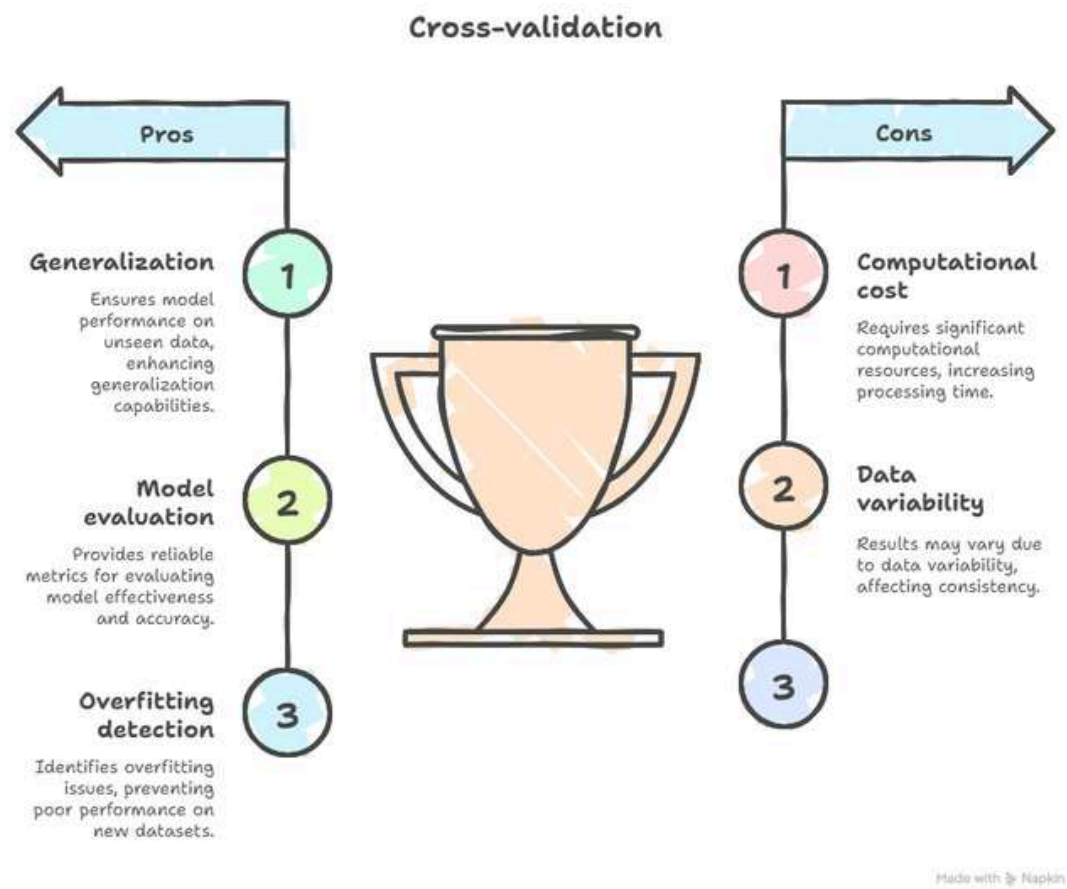 Cross-validation
Pros
1
Generalization
Ensures model
performance on
unseen data,
enhancing
generalization
capabilities.
2
Model
evaluation
Provides reliable
metrics for evaluating
model effectiveness
and accuracy.
3
Overfitting
detection
Identifies overfitting
issues, preventing
poor performance on
new datasets.
Cons
1
Computational
cost
Requires significant
computational
resources, increasing
processing time.
2
Data
variability
Results may vary due
to data variability,
affecting consistency.
3
Made with Napkin